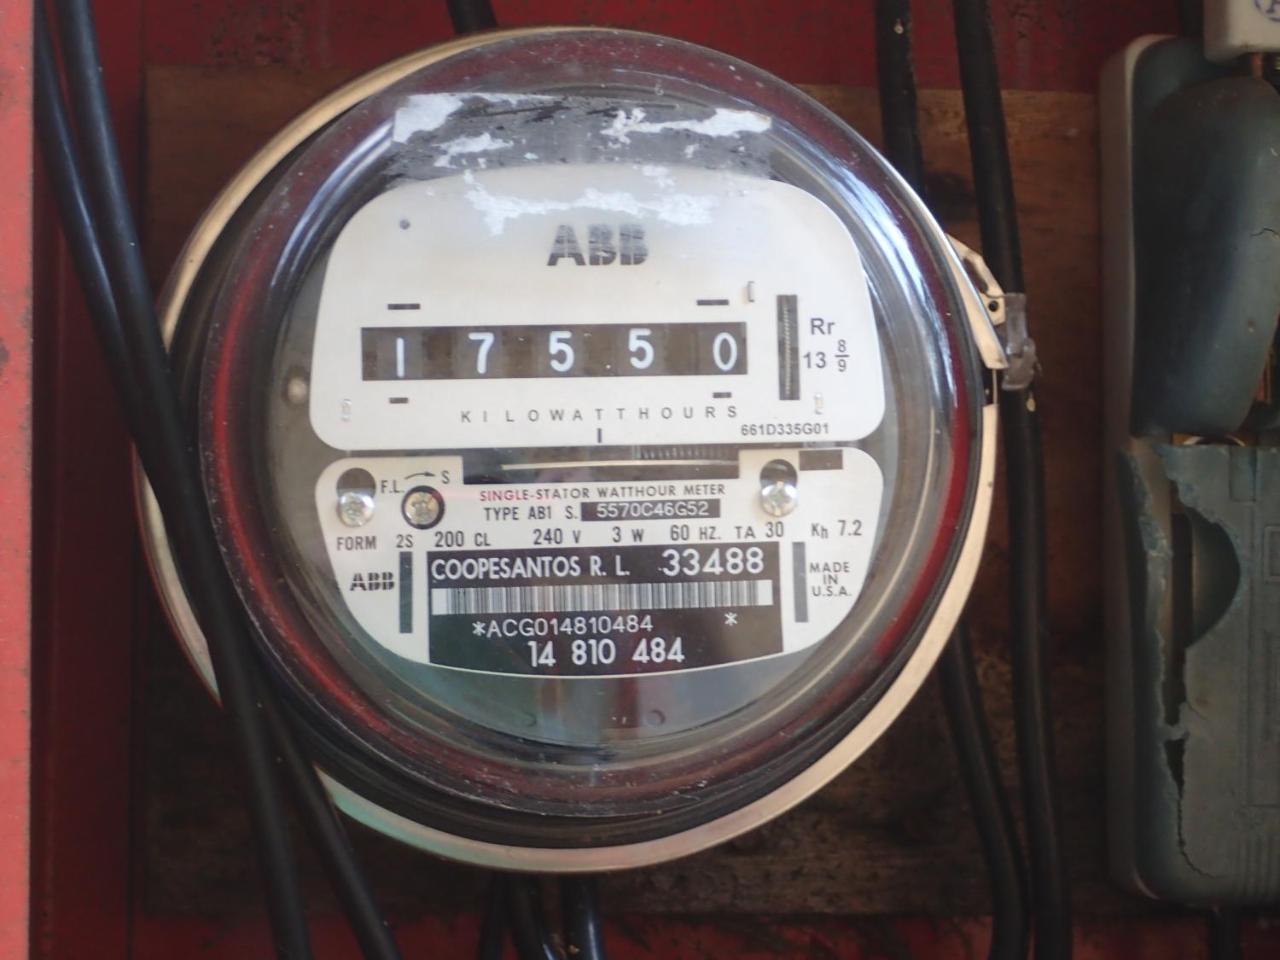 ABB
Rr
13 8/9
1 7 5 5 0
KILOWATTHOURS
661D335G01
F.L. S
SINGLE-STATOR WATTHOUR METER
TYPE AB1 S. 5570C46G52
FORM 2S 200 CL 240 V 3 W 60 HZ. TA 30 Kh 7.2
ABB
MADE IN U.S.A.
COOPESANTOS R. L. 33488
*ACG014810484 *
14 810 484